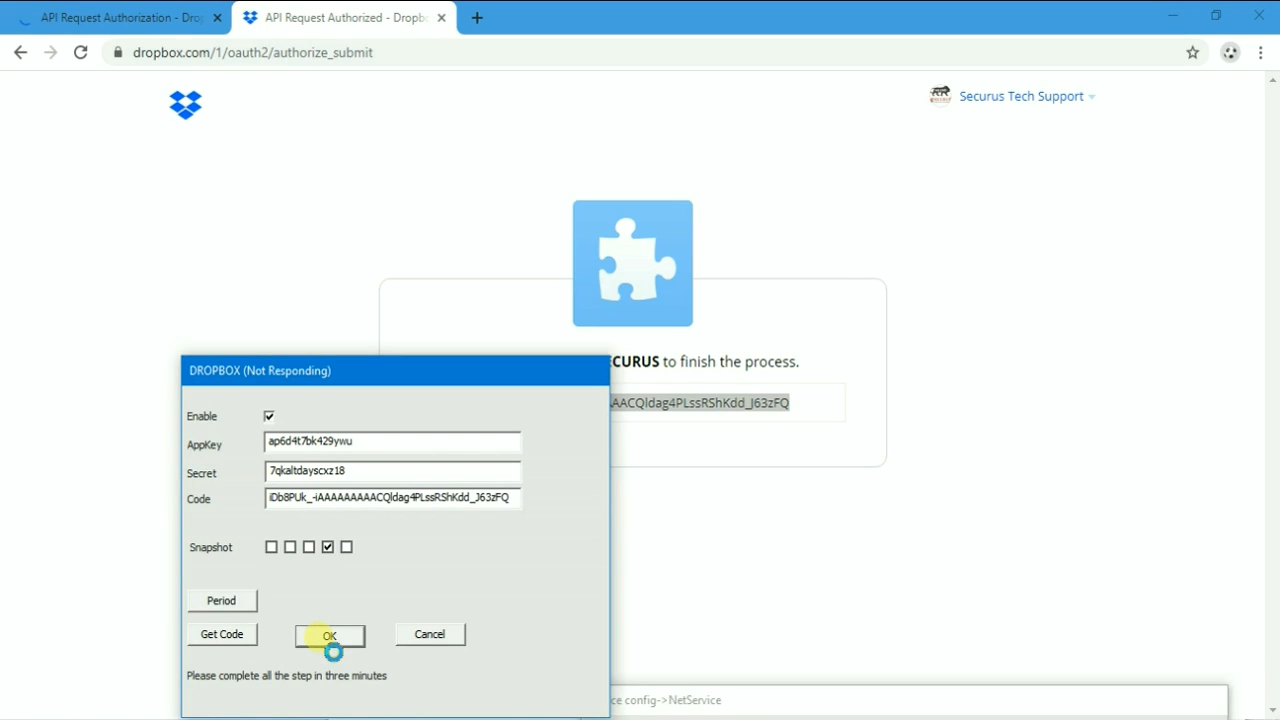 API Request Authorization - Dro
API Request Authorized - Dropb
dropbox.com/1/oauth2/authorize_submit
Securus Tech Support
CURUS to finish the process.
AACQldag4PLssRShKdd_J63zFQ
DROPBOX (Not Responding)
Enable
AppKey ap6d4t7bk429ywu
Secret 7qkaltdayscxz18
Code iDb8PUk_-iAAAAAAAAACQldag4PLssRShKdd_J63zFQ
Snapshot
Period
Get Code OK Cancel
Please complete all the step in three minutes
ce config->NetService